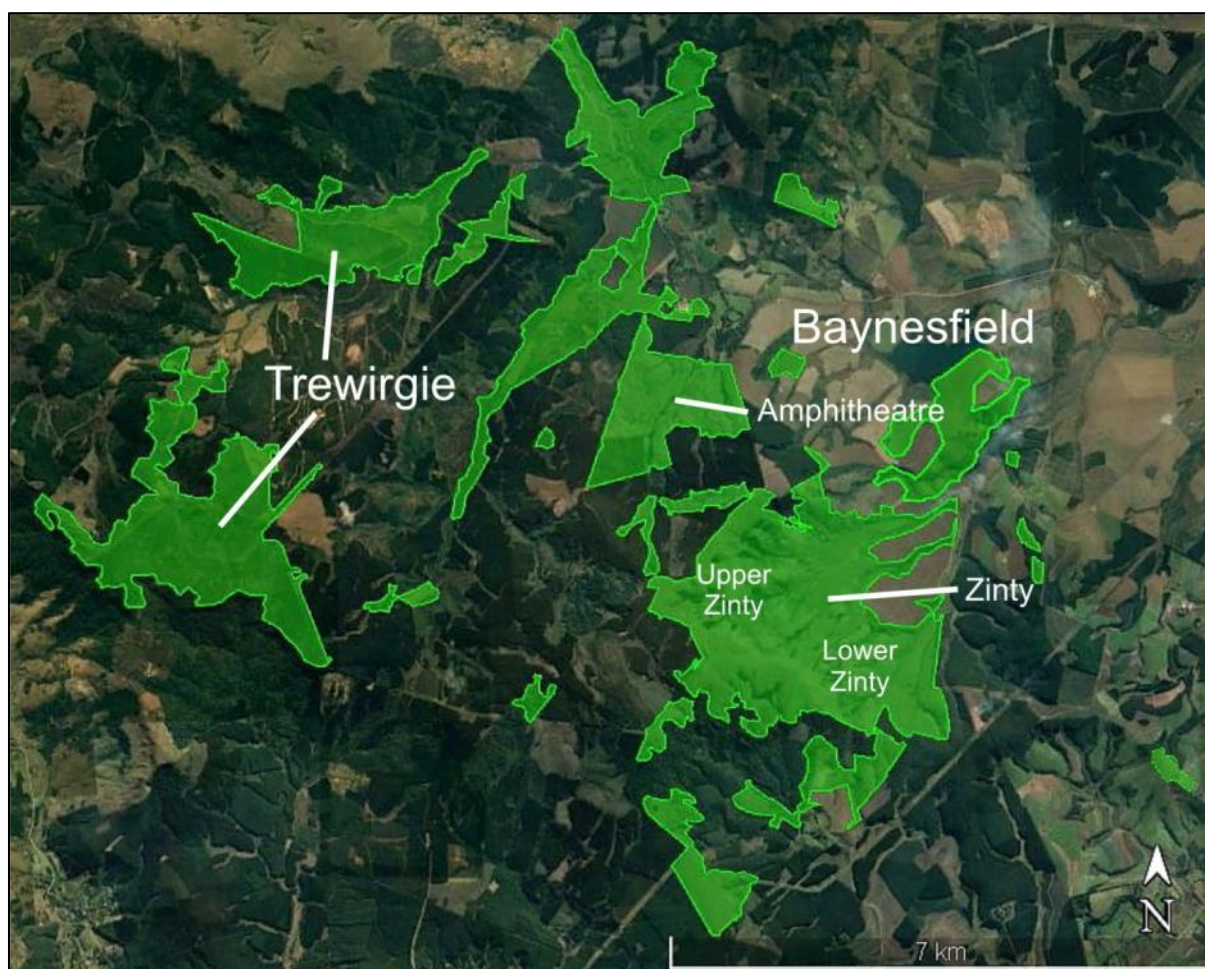 Baynesfield
Trewirgie
Amphitheatre
Upper
Zinty
Zinty
Lower
Zinty
N
7 km